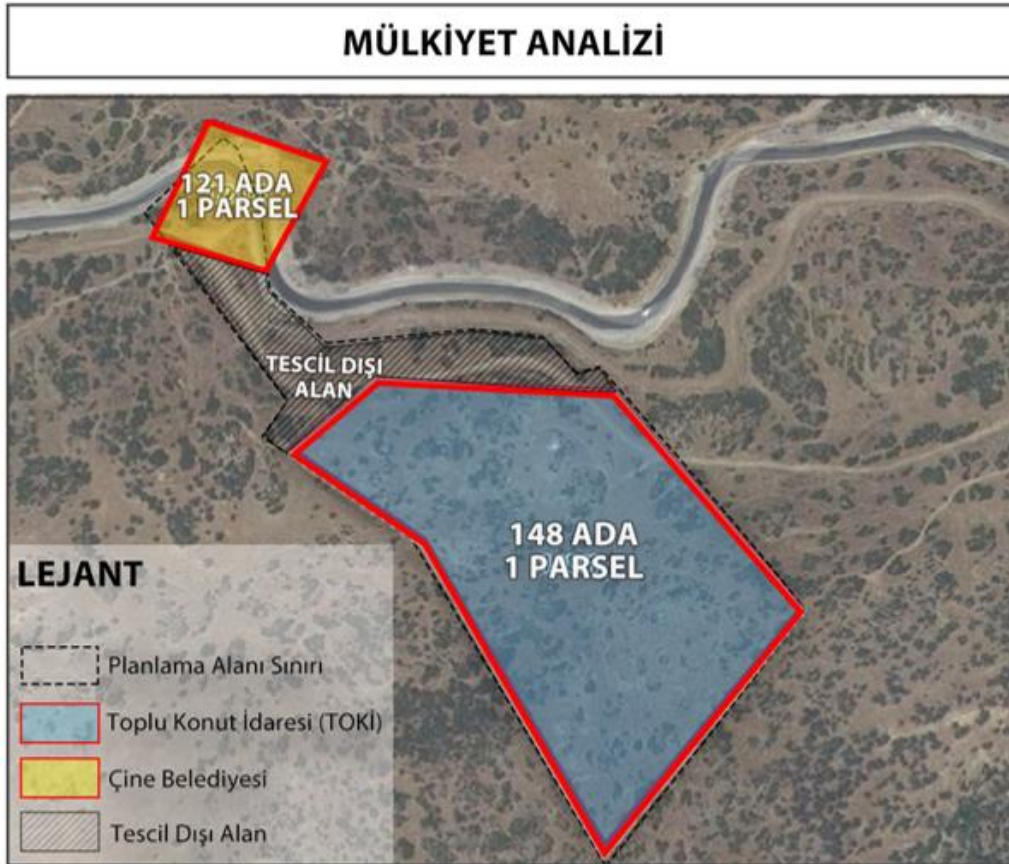 MÜLKİYET ANALİZİ
121 ADA
1 PARSEL
TESCİL DIŞI
ALAN
148 ADA
1 PARSEL
LEJANT
Planlama Alanı Sınırı
Toplu Konut İdaresi (TOKİ)
Çine Belediyesi
Tescil Dışı Alan